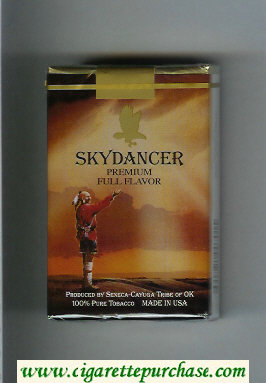 SKYDANCER
PREMIUM
FULL FLAVOR
PRODUCED BY SENECA-CAYUGA TRIBE OF OK
100% PURE TOBACCO MADE IN USA
www.cigarettepurchase.com